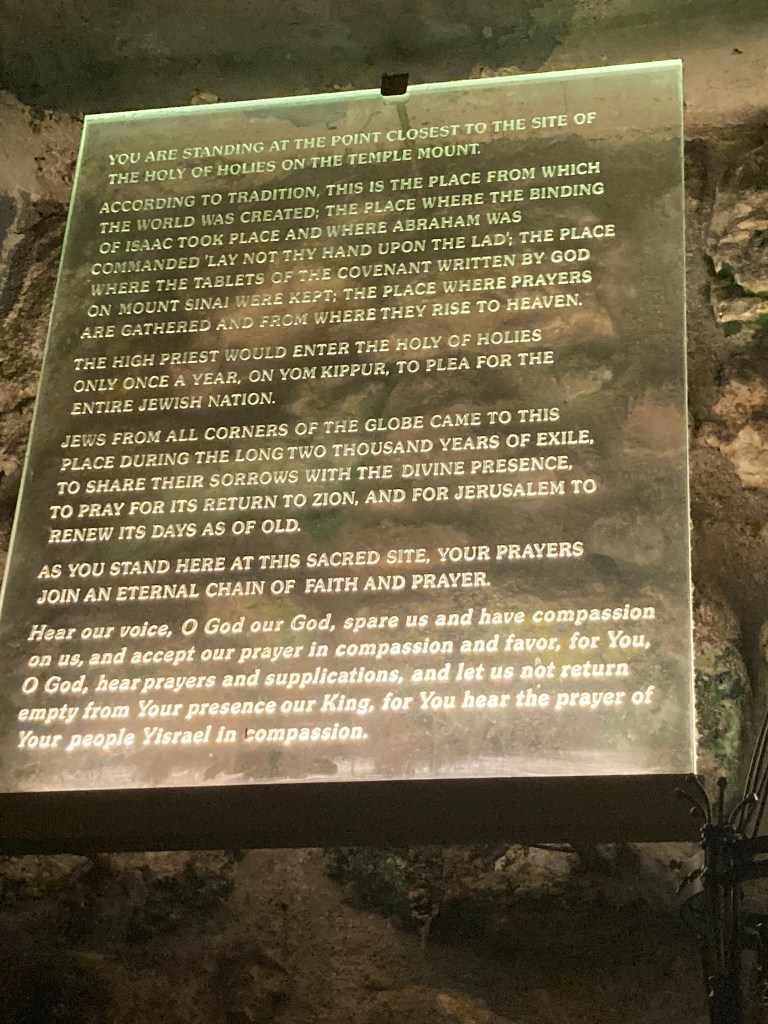 YOU ARE STANDING AT THE POINT CLOSEST TO THE SITE OF
THE HOLY OF HOLIES ON THE TEMPLE MOUNT.
ACCORDING TO TRADITION, THIS IS THE PLACE FROM WHICH
THE WORLD WAS CREATED; THE PLACE WHERE THE BINDING
OF ISAAC TOOK PLACE AND WHERE ABRAHAM WAS
COMMANDED 'LAY NOT THY HAND UPON THE LAD'; THE PLACE
WHERE THE TABLETS OF THE COVENANT WRITTEN BY GOD
ON MOUNT SINAI WERE KEPT; THE PLACE WHERE PRAYERS
ARE GATHERED AND FROM WHERE THEY RISE TO HEAVEN.
THE HIGH PRIEST WOULD ENTER THE HOLY OF HOLIES
ONLY ONCE A YEAR, ON YOM KIPPUR, TO PLEA FOR THE
ENTIRE JEWISH NATION.
JEWS FROM ALL CORNERS OF THE GLOBE CAME TO THIS
PLACE DURING THE LONG TWO THOUSAND YEARS OF EXILE,
TO SHARE THEIR SORROWS WITH THE DIVINE PRESENCE,
TO PRAY FOR ITS RETURN TO ZION, AND FOR JERUSALEM TO
RENEW ITS DAYS AS OF OLD.
AS YOU STAND HERE AT THIS SACRED SITE, YOUR PRAYERS
JOIN AN ETERNAL CHAIN OF FAITH AND PRAYER.
Hear our voice, O God our God, spare us and have compassion
on us, and accept our prayer in compassion and favor, for You,
O God, hear prayers and supplications, and let us not return
empty from Your presence our King, for You hear the prayer of
Your people Yisrael in compassion.